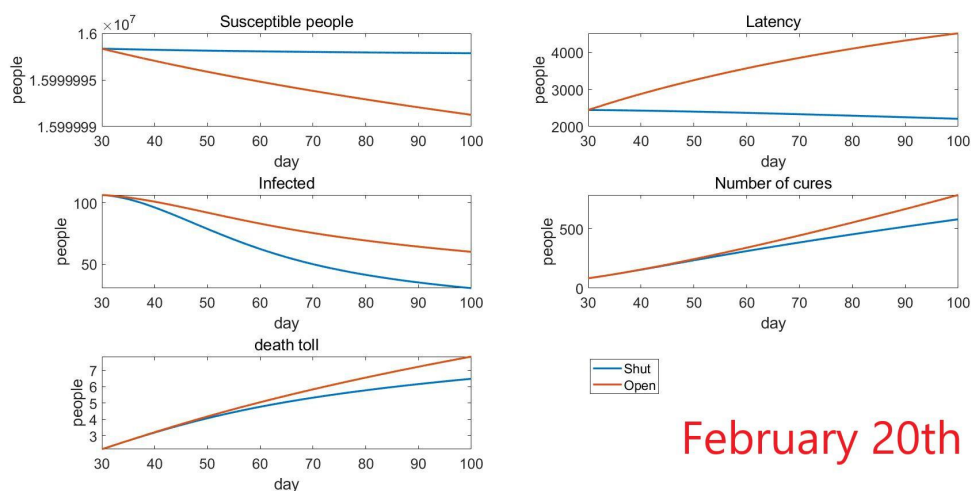 Susceptible people
×10^7
1.6
1.5999995
1.599999
people
30 40 50 60 70 80 90 100
day
Latency
4000
3000
2000
people
30 40 50 60 70 80 90 100
day
Infected
100
50
people
30 40 50 60 70 80 90 100
day
Number of cures
500
0
people
30 40 50 60 70 80 90 100
day
death toll
7
6
5
4
3
people
30 40 50 60 70 80 90 100
day
Shut
Open
February 20th